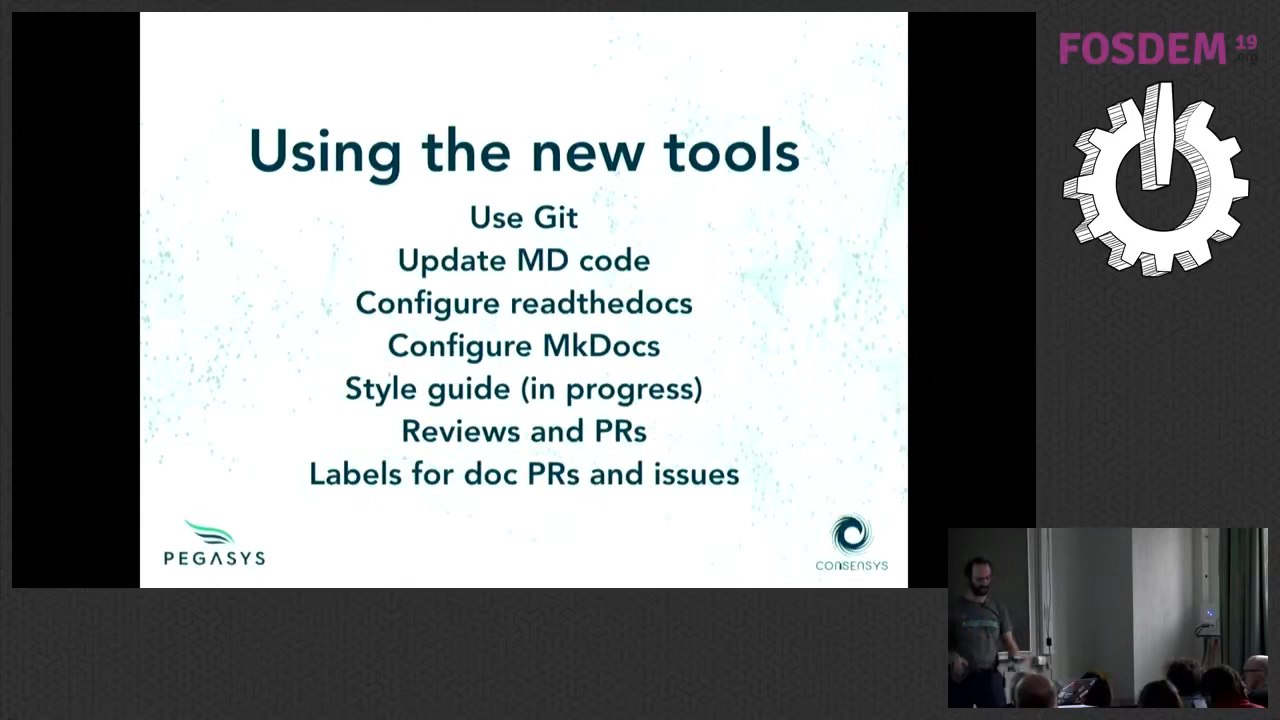 Using the new tools
Use Git
Update MD code
Configure readthedocs
Configure MkDocs
Style guide (in progress)
Reviews and PRs
Labels for doc PRs and issues
PEGASYS
CONSENSYS
FOSDEM 19
.org